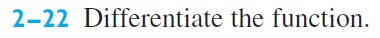 2–22 Differentiate the function.